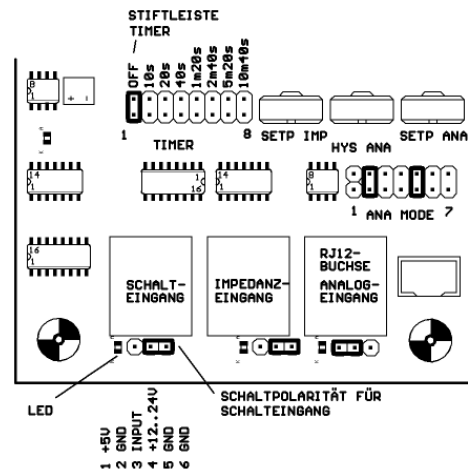 STIFTLEISTE
TIMER
OFF
10s
20s
40s
1m20s
2m40s
5m20s
10m40s
8
1
+ -
1
8
SETP IMP
SETP ANA
HYS ANA
TIMER
14
1
1
16
14
1
8
1
1 ANA MODE 7
16
1
SCHALT-
EINGANG
IMPEDANZ-
EINGANG
RJ12-
BUCHSE
ANALOG-
EINGANG
LED
SCHALTPOLARITÄT FÜR
SCHALTEINGANG
1 +5V
2 GND
3 INPUT
4 +12..24V
5 GND
6 GND